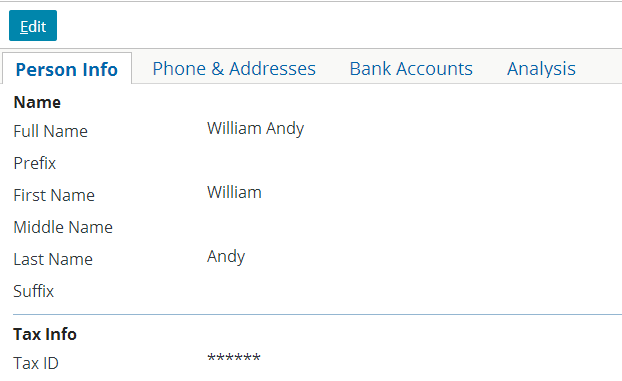 Edit
Person Info Phone & Addresses Bank Accounts Analysis
Name
Full Name William Andy
Prefix
First Name William
Middle Name
Last Name Andy
Suffix
Tax Info
Tax ID ******